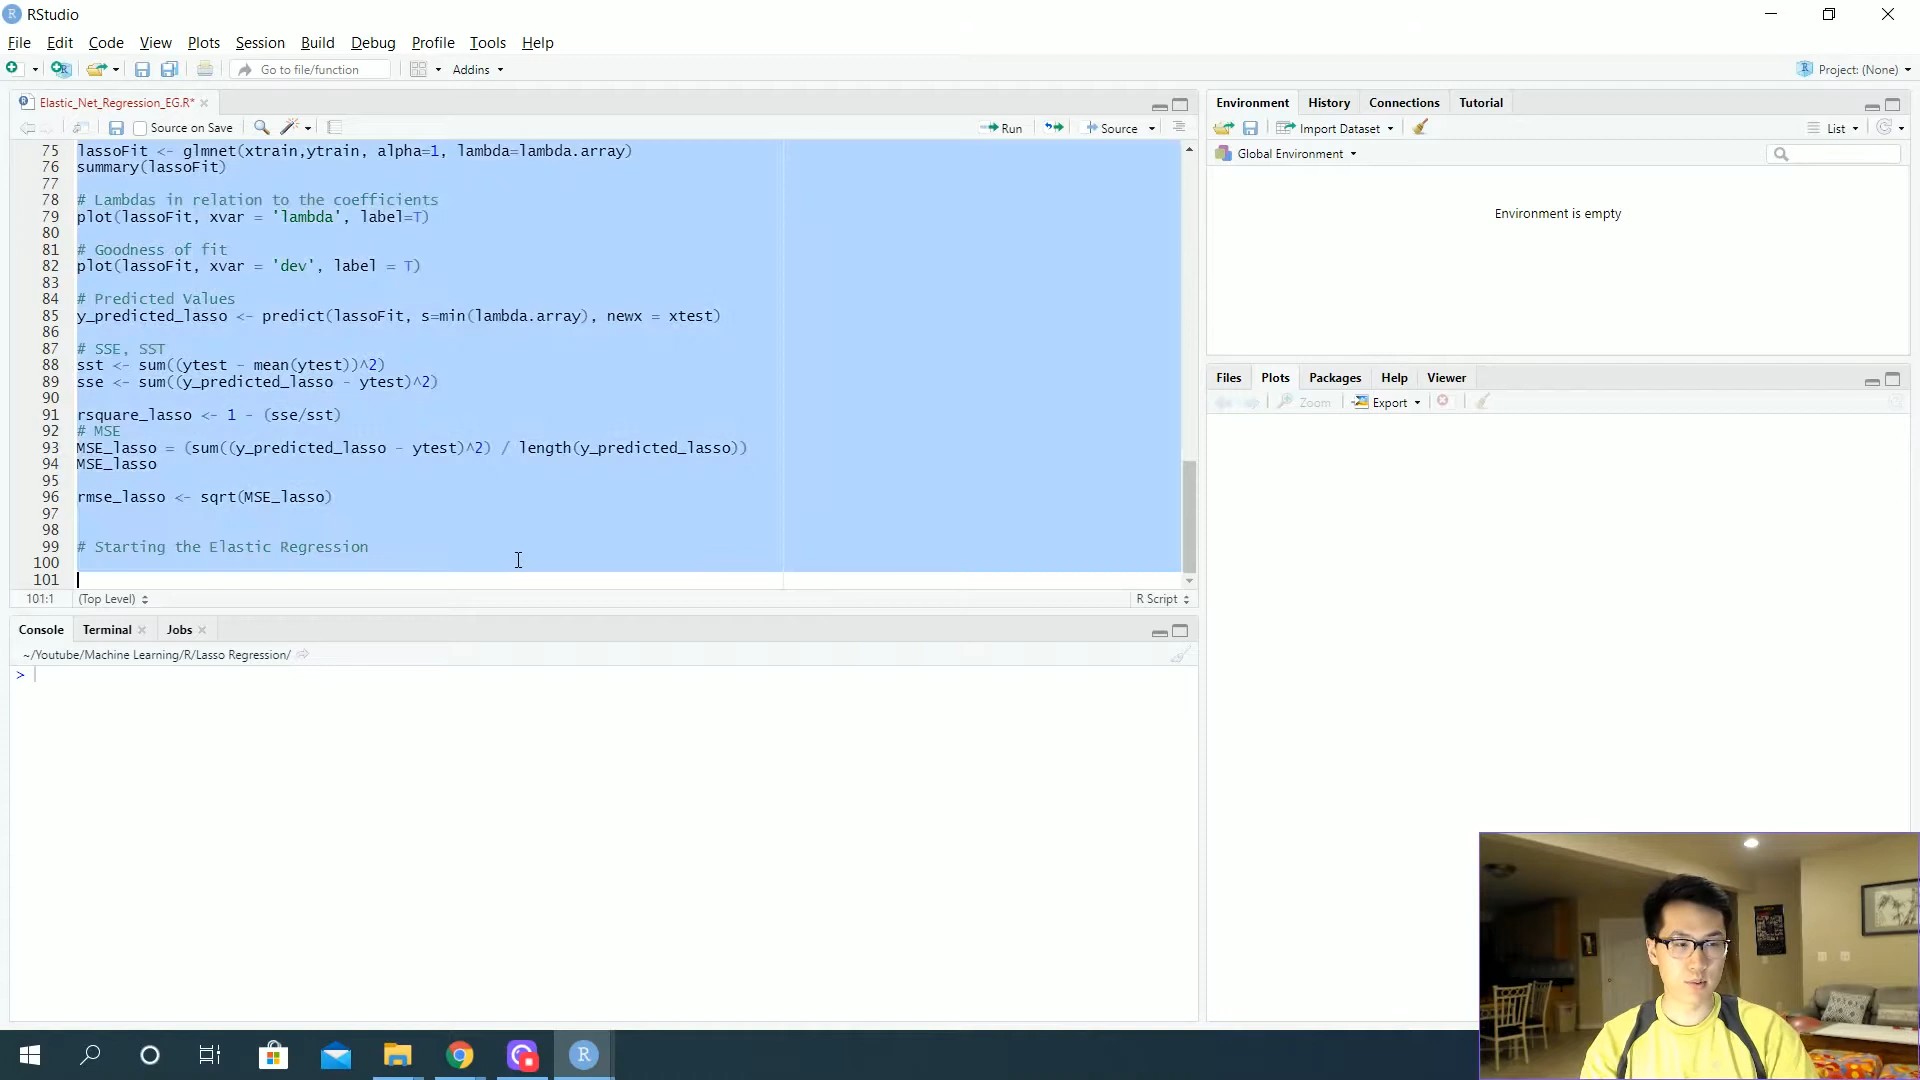 RStudio
File Edit Code View Plots Session Build Debug Profile Tools Help
Go to file/function Addins Project: (None)
Elastic_Net_Regression_EG.R*
Source on Save Run Source
75 lassoFit <- glmnet(xtrain,ytrain, alpha=1, lambda=lambda.array)
76 summary(lassoFit)
77
78 # Lambdas in relation to the coefficients
79 plot(lassoFit, xvar = 'lambda', label=T)
80
81 # Goodness of fit
82 plot(lassoFit, xvar = 'dev', label = T)
83
84 # Predicted Values
85 y_predicted_lasso <- predict(lassoFit, s=min(lambda.array), newx = xtest)
86
87 # SSE, SST
88 sst <- sum((ytest - mean(ytest))^2)
89 sse <- sum((y_predicted_lasso - ytest)^2)
90
91 rsquare_lasso <- 1 - (sse/sst)
92 # MSE
93 MSE_lasso = (sum((y_predicted_lasso - ytest)^2) / length(y_predicted_lasso))
94 MSE_lasso
95
96 rmse_lasso <- sqrt(MSE_lasso)
97
98
99 # Starting the Elastic Regression
100
101
101:1 (Top Level) R Script
Console Terminal Jobs
~/Youtube/Machine Learning/R/Lasso Regression/
>
Environment History Connections Tutorial
Import Dataset List
Global Environment
Environment is empty
Files Plots Packages Help Viewer
Zoom Export